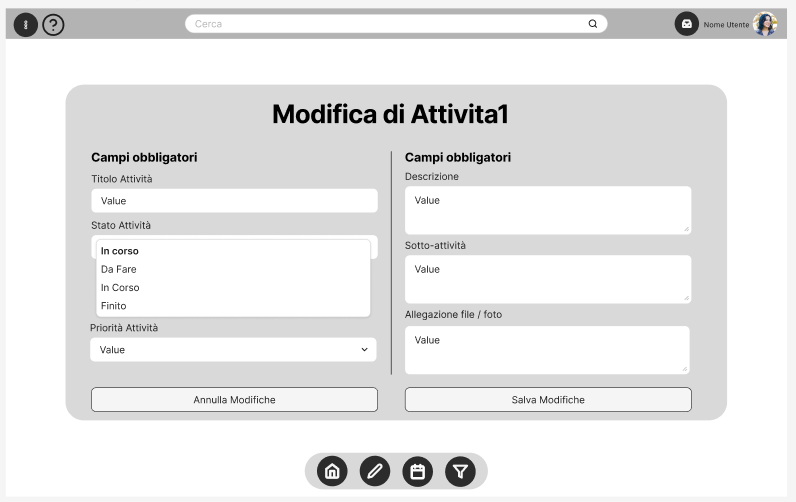 Cerca
Nome Utente
Modifica di Attivita1
Campi obbligatori
Titolo Attività
Value
Stato Attività
In corso
Da Fare
In Corso
Finito
Priorità Attività
Value
Campi obbligatori
Descrizione
Value
Sotto-attività
Value
Allegazione file / foto
Value
Annulla Modifiche
Salva Modifiche